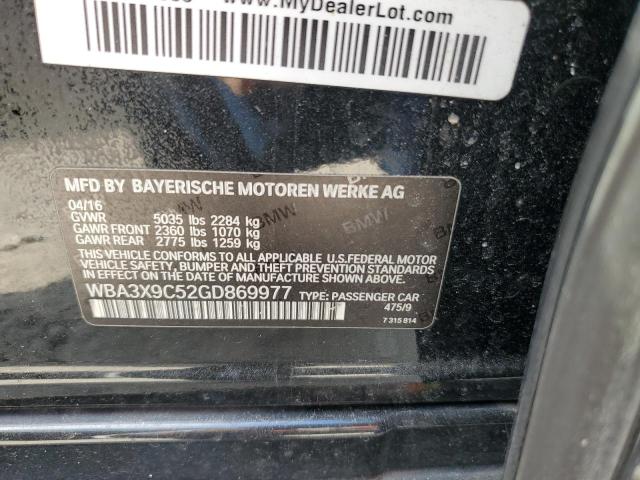 www.MyDealerLot.com
MFD BY BAYERISCHE MOTOREN WERKE AG
04/16
GVWR 5035 lbs 2284 kg
GAWR FRONT 2360 lbs 1070 kg
GAWR REAR 2775 lbs 1259 kg
THIS VEHICLE CONFORMS TO ALL APPLICABLE U.S.FEDERAL MOTOR
VEHICLE SAFETY, BUMPER AND THEFT PREVENTION STANDARDS
IN EFFECT ON THE DATE OF MANUFACTURE SHOWN ABOVE.
WBA3X9C52GD869977 TYPE: PASSENGER CAR
475/9
7 315 814
BMW
BMW